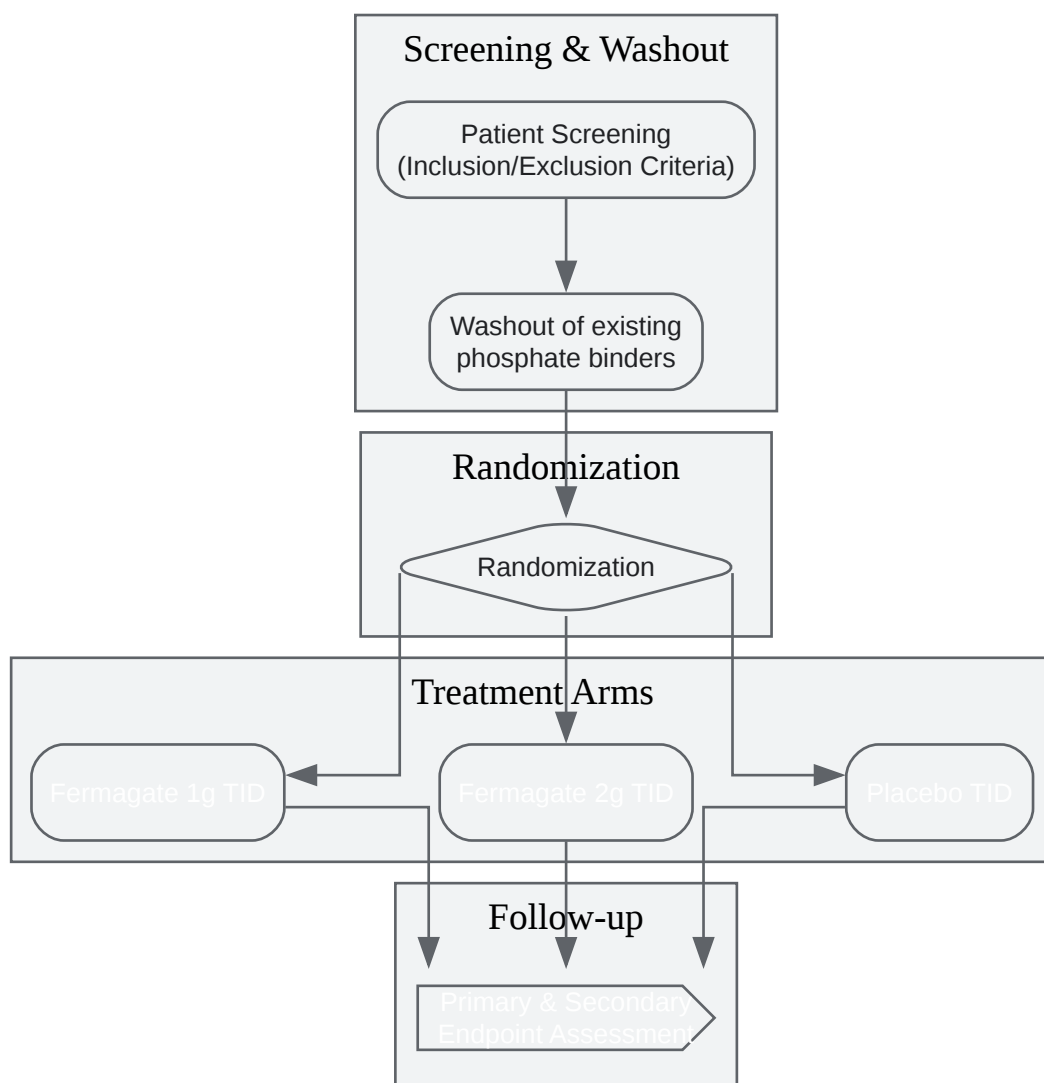 Screening & Washout
Patient Screening
(Inclusion/Exclusion Criteria)
Washout of existing
phosphate binders
Randomization
Randomization
Treatment Arms
Fermagate 1g TID
Fermagate 2g TID
Placebo TID
Follow-up
Primary & Secondary
Endpoint Assessment